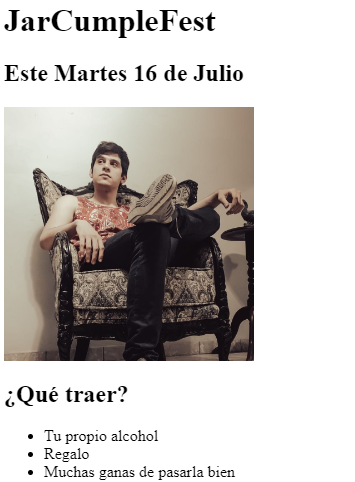 JarCumpleFest
Este Martes 16 de Julio
¿Qué traer?
Tu propio alcohol
Regalo
Muchas ganas de pasarla bien